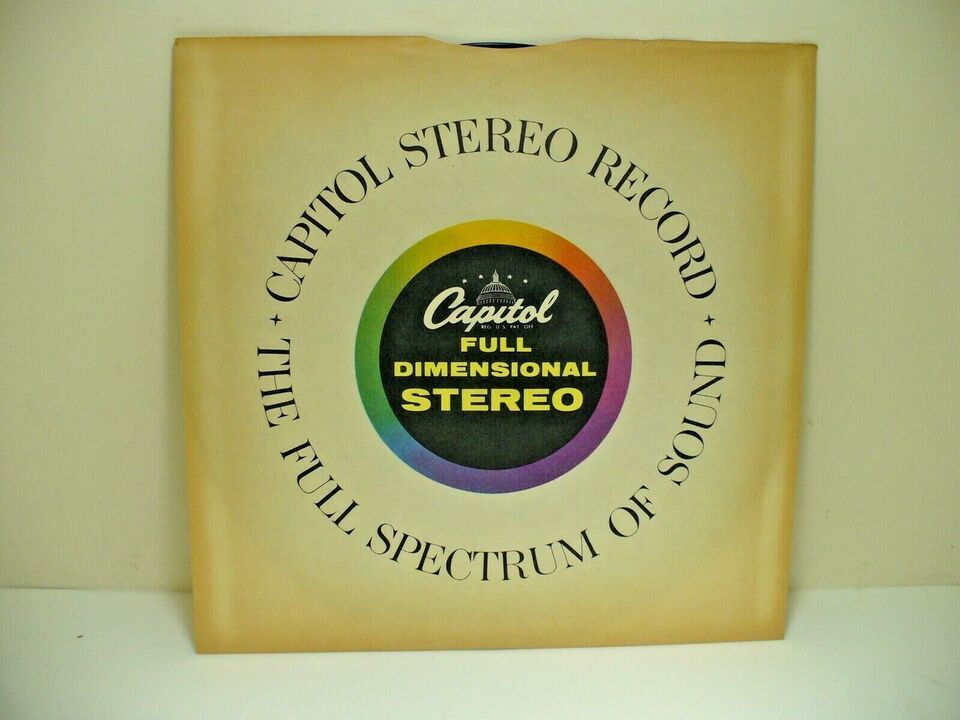 CAPITOL STEREO RECORD
Capitol
REG. U.S. PAT. OFF.
FULL
DIMENSIONAL
STEREO
THE FULL SPECTRUM OF SOUND